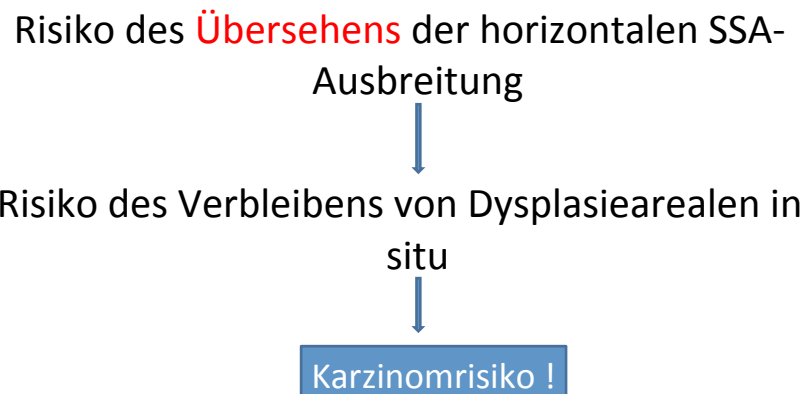 Risiko des Übersehens der horizontalen SSA-
Ausbreitung
Risiko des Verbleibens von Dysplasiearealen in
situ
Karzinomrisiko !